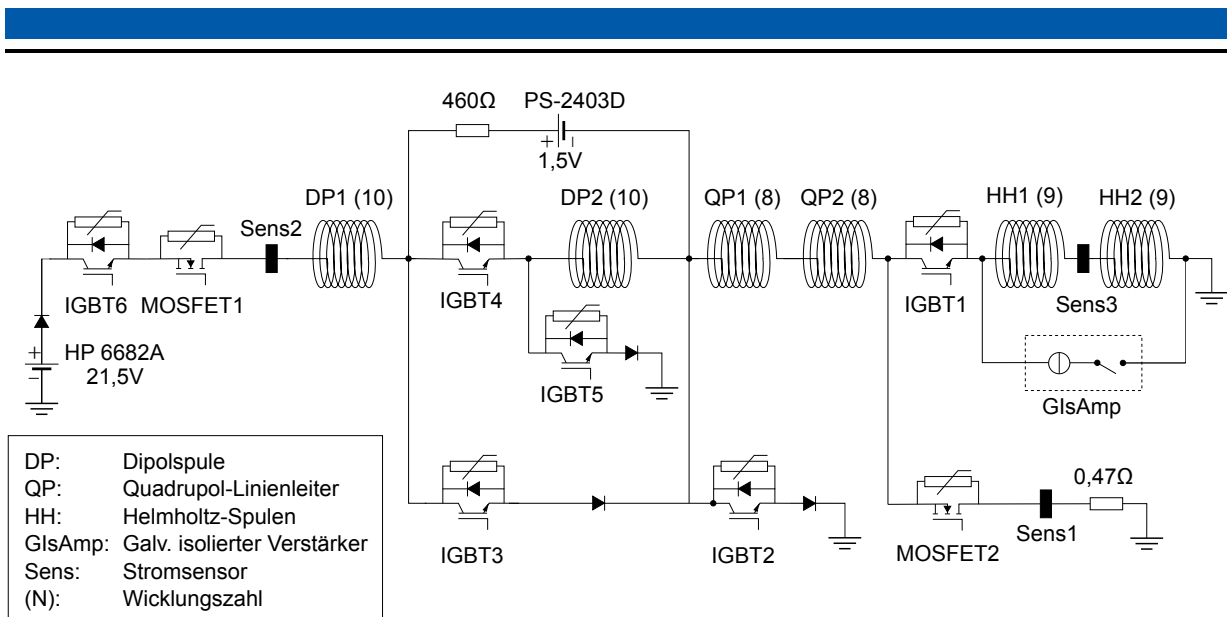 460Ω PS-2403D
+ -
1,5V
DP1 (10) DP2 (10) QP1 (8) QP2 (8) HH1 (9) HH2 (9)
Sens2
IGBT6 MOSFET1 IGBT4 IGBT1 Sens3
+ HP 6682A
- 21,5V
IGBT5
GIsAmp
DP: Dipolspule
QP: Quadrupol-Linienleiter
HH: Helmholtz-Spulen
GIsAmp: Galv. isolierter Verstärker
Sens: Stromsensor
(N): Wicklungszahl
0,47Ω
Sens1
IGBT3 IGBT2 MOSFET2